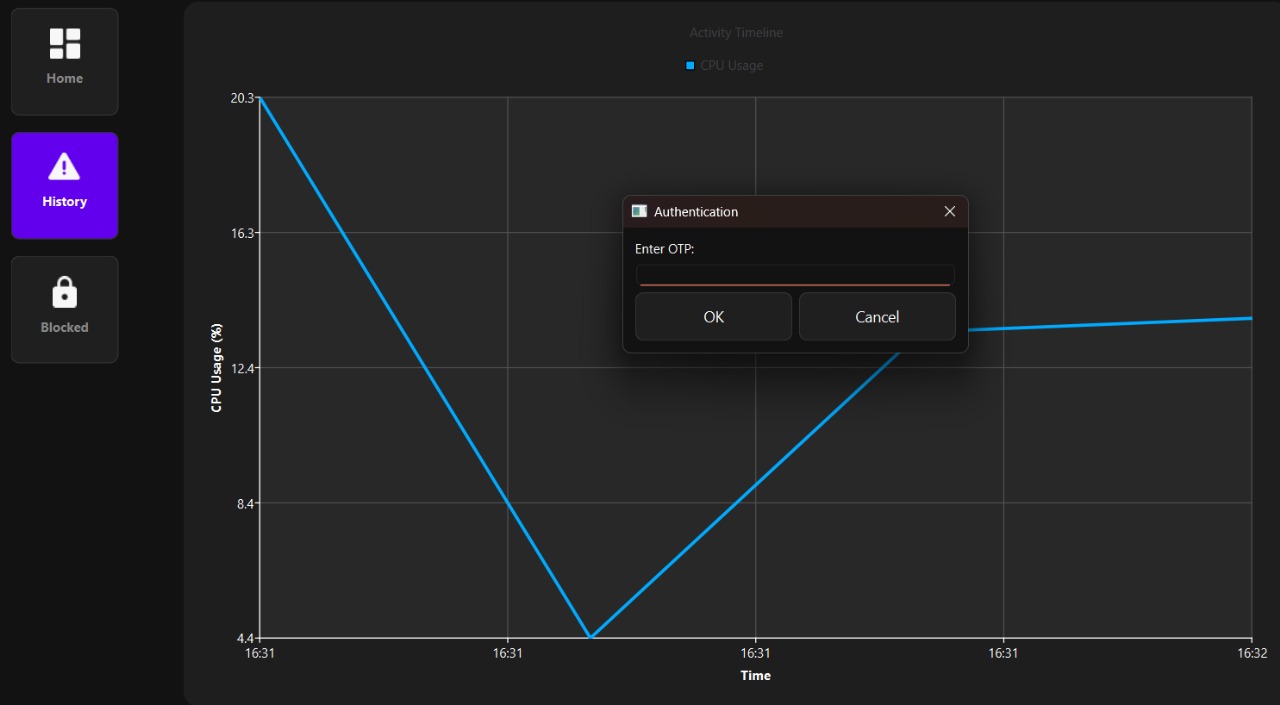 Home
History
Blocked
Activity Timeline
CPU Usage
20.3
16.3
12.4
8.4
4.4
CPU Usage (%)
Authentication
Enter OTP:
OK
Cancel
16:31
16:31
16:31
16:31
16:32
Time